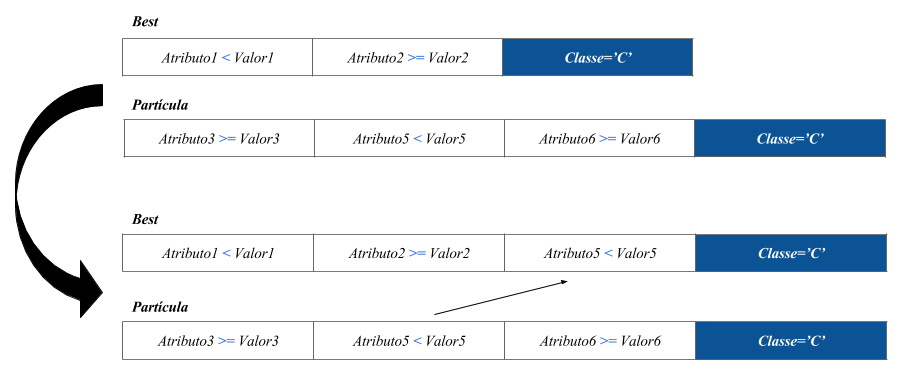 Best
Atributo1 < Valor1 Atributo2 >= Valor2 Classe='C'
Partícula
Atributo3 >= Valor3 Atributo5 < Valor5 Atributo6 >= Valor6 Classe='C'
Best
Atributo1 < Valor1 Atributo2 >= Valor2 Atributo5 < Valor5 Classe='C'
Partícula
Atributo3 >= Valor3 Atributo5 < Valor5 Atributo6 >= Valor6 Classe='C'